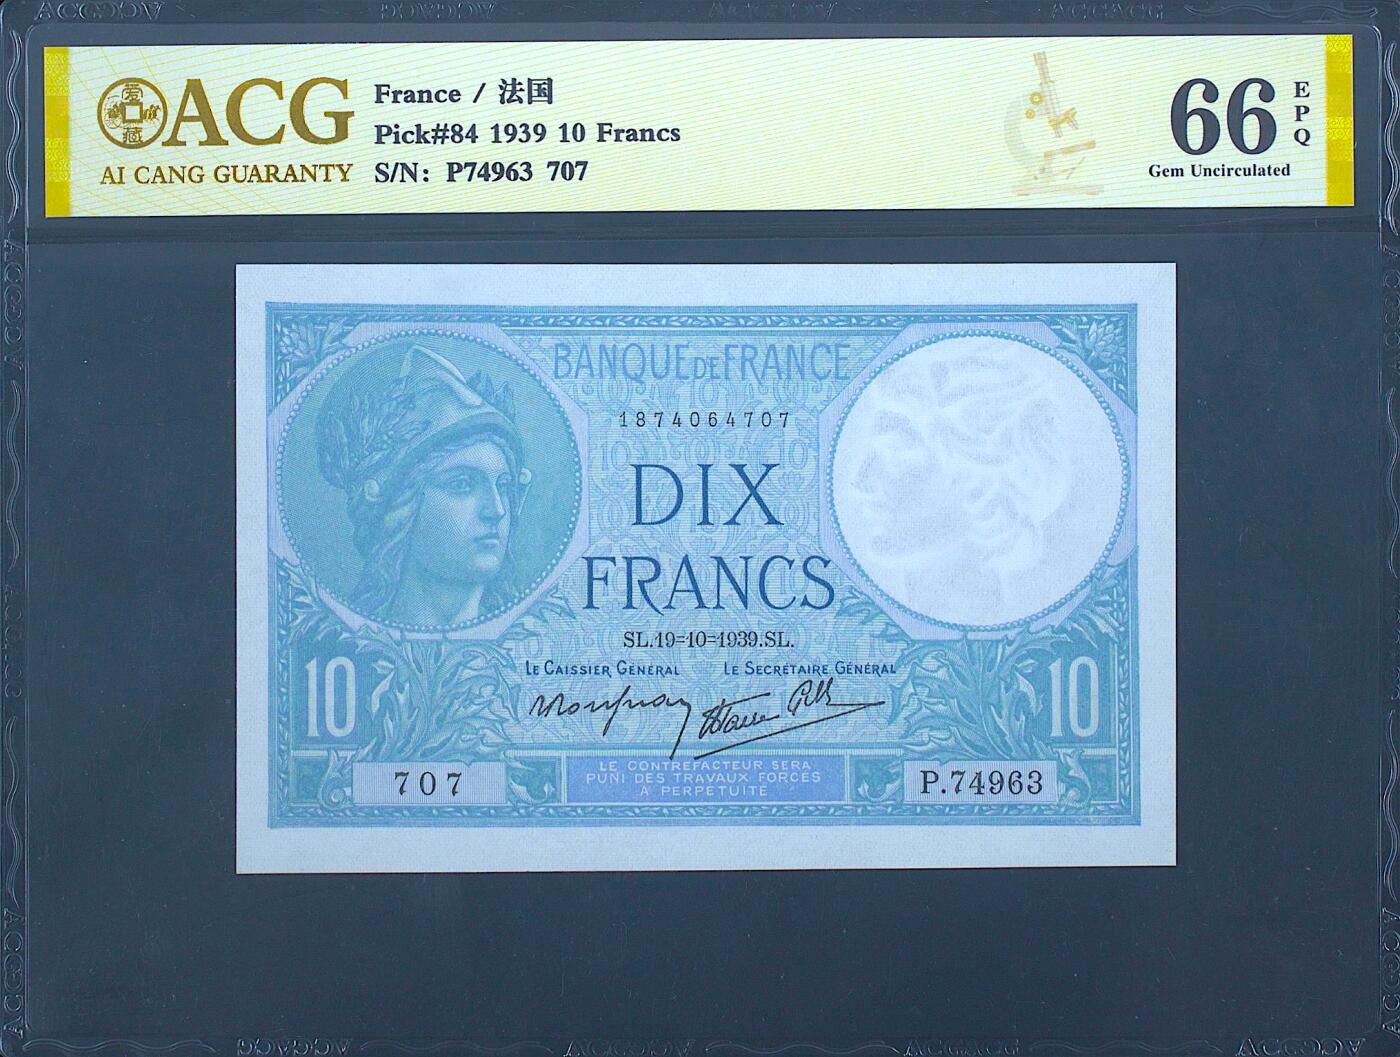 ACG
AI CANG GUARANTY
France / 法国
Pick#84 1939 10 Francs
S/N: P74963 707
66 EPQ
Gem Uncirculated
BANQUE DE FRANCE
1874064707
DIX
FRANCS
SL.19=10=1939.SL.
LE CAISSIER GÉNÉRAL LE SECRÉTAIRE GÉNÉRAL
10 10
707
LE CONTREFACTEUR SERA
PUNI DES TRAVAUX FORCÉS
À PERPÉTUITÉ
P.74963